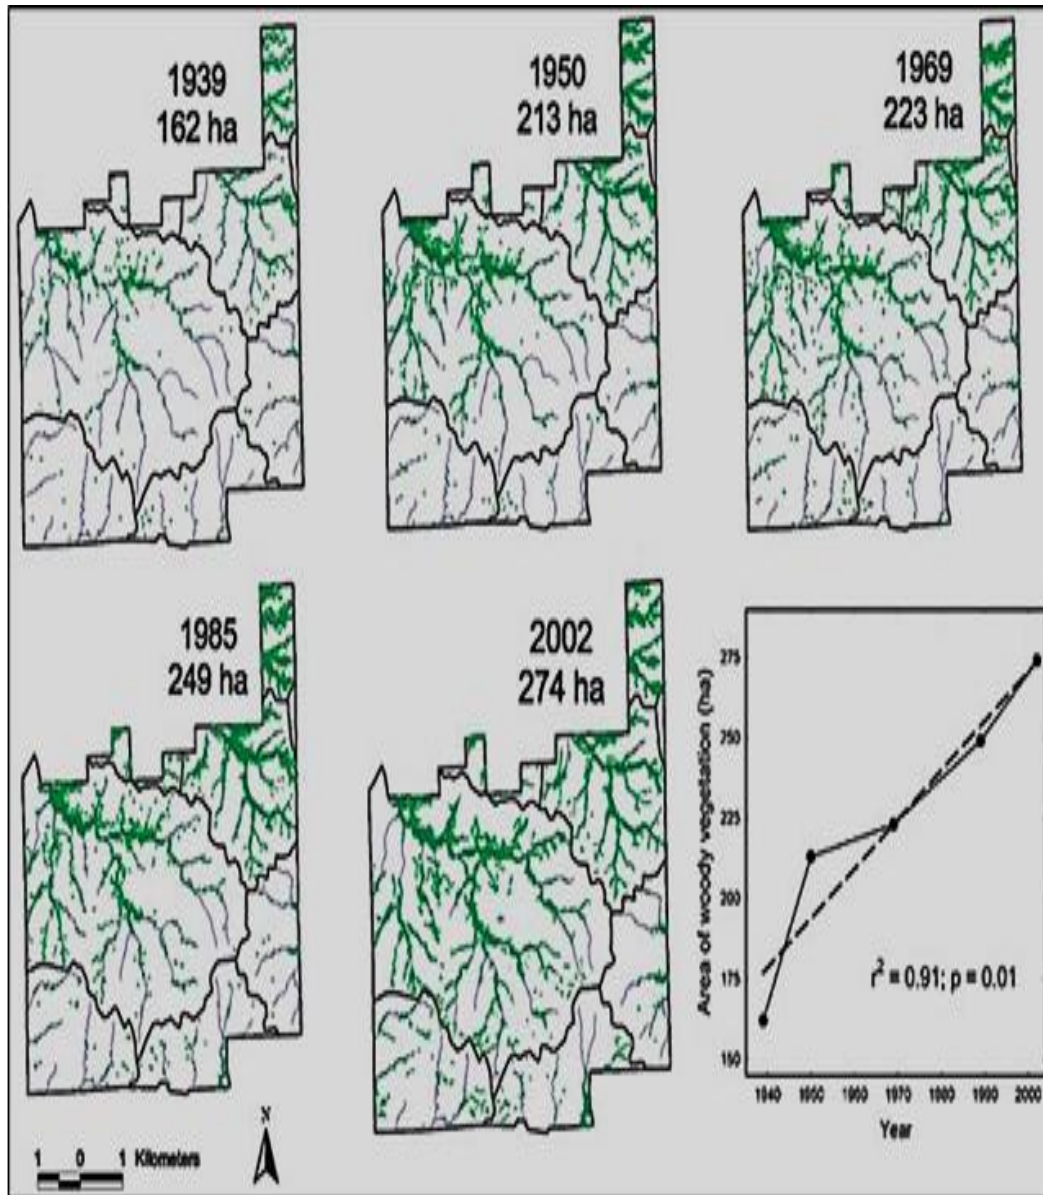 1939
162 ha
1950
213 ha
1969
223 ha
1985
249 ha
2002
274 ha
Area of woody vegetation (ha)
275
250
225
200
175
150
r² = 0.91; p = 0.01
1940 1950 1960 1970 1980 1990 2000
Year
N
1 0 1 Kilometers